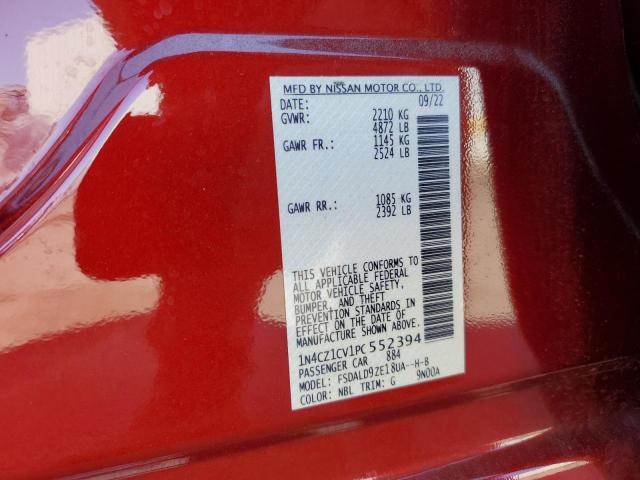 MFD BY NISSAN MOTOR CO., LTD.
DATE: 09/22
GVWR: 2210 KG
4872 LB
GAWR FR.: 1145 KG
2524 LB
GAWR RR.: 1085 KG
2392 LB
THIS VEHICLE CONFORMS TO
ALL APPLICABLE FEDERAL
MOTOR VEHICLE SAFETY,
BUMPER, AND THEFT
PREVENTION STANDARDS IN
EFFECT ON THE DATE OF
MANUFACTURE SHOWN ABOVE.
1N4CZ1CV1PC552394
PASSENGER CAR 884
MODEL: FSDALD9ZE18UA--H-B
COLOR: NBL TRIM: G 9N00A